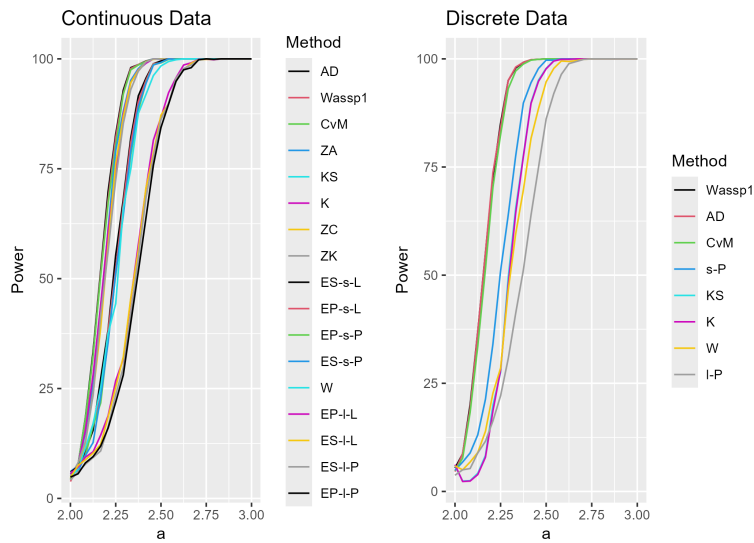 Continuous Data
100
75
50
25
0
Power
2.00 2.25 2.50 2.75 3.00
a
Method
AD
Wassp1
CvM
ZA
KS
K
ZC
ZK
ES-s-L
EP-s-L
EP-s-P
ES-s-P
W
EP-l-L
ES-l-L
ES-l-P
EP-l-P
Discrete Data
100
75
50
25
0
Power
2.00 2.25 2.50 2.75 3.00
a
Method
Wassp1
AD
CvM
s-P
KS
K
W
l-P